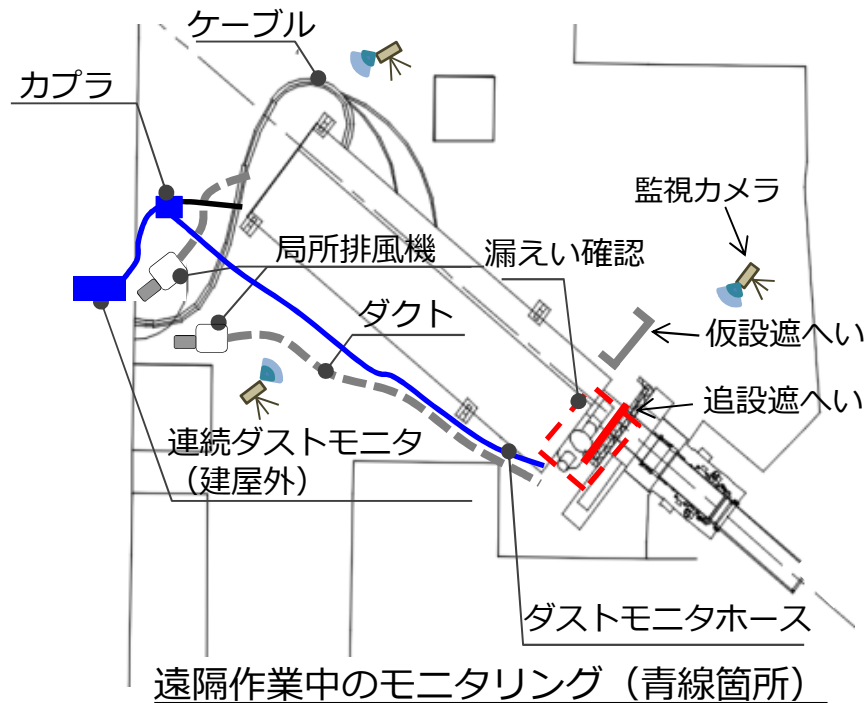 ケーブル
カプラ
監視カメラ
局所排風機
漏えい確認
ダクト
仮設遮へい
追設遮へい
連続ダストモニタ
（建屋外）
ダストモニタホース
遠隔作業中のモニタリング（青線箇所）